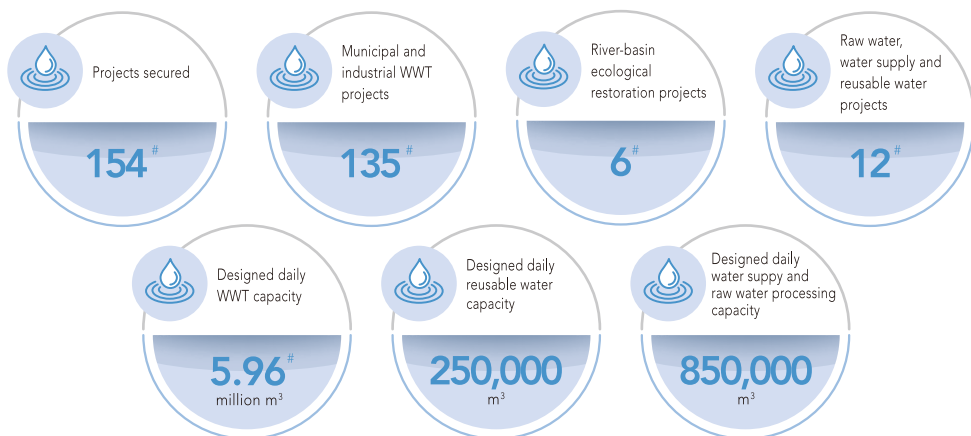 Projects secured
154#
Municipal and
industrial WWT
projects
135#
River-basin
ecological
restoration projects
6#
Raw water,
water supply and
reusable water
projects
12#
Designed daily
WWT capacity
5.96#
million m³
Designed daily
reusable water
capacity
250,000
m³
Designed daily
water suppy and
raw water processing
capacity
850,000
m³